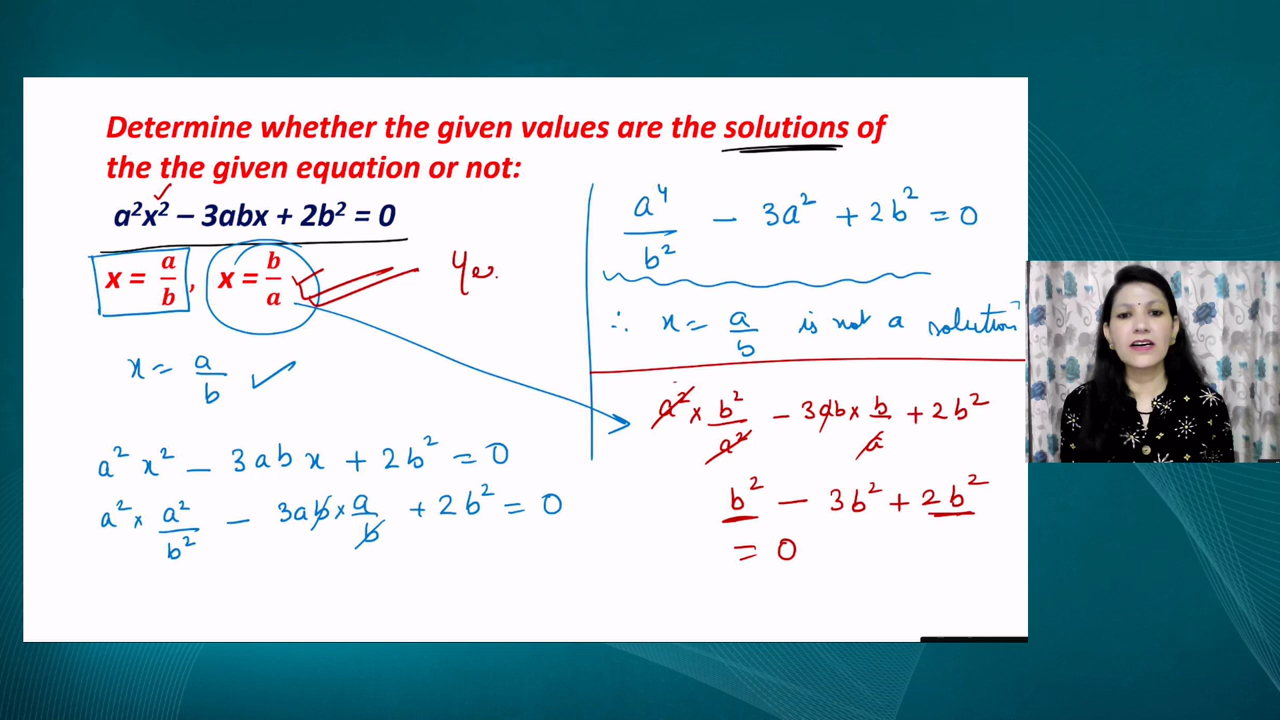 Determine whether the given values are the solutions of
the the given equation or not:
a²x² – 3abx + 2b² = 0
x = a/b , x = b/a
Yes.
x = a/b ✓
a² x² – 3abx + 2b² = 0
a² × a²/b² – 3ab × a/b + 2b² = 0
a⁴/b² – 3a² + 2b² = 0
∴ x = a/b is not a solution
a² × b²/a² – 3ab × b/a + 2b²
b² – 3b² + 2b²
= 0